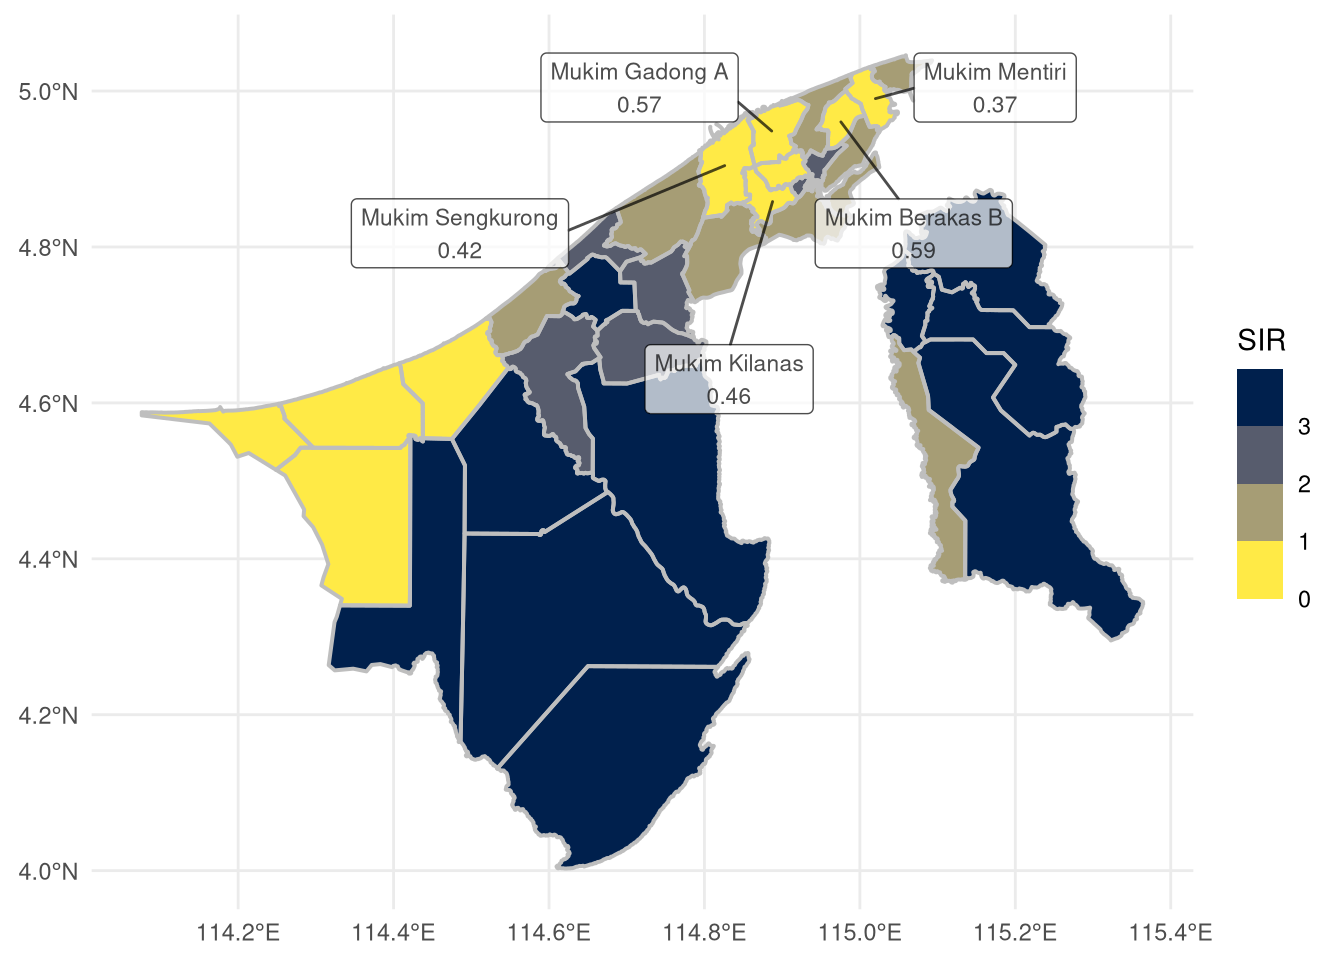 Mukim Gadong A
0.57
Mukim Mentiri
0.37
Mukim Sengkurong
0.42
Mukim Berakas B
0.59
Mukim Kilanas
0.46
5.0°N
4.8°N
4.6°N
4.4°N
4.2°N
4.0°N
114.2°E
114.4°E
114.6°E
114.8°E
115.0°E
115.2°E
115.4°E
SIR
3
2
1
0